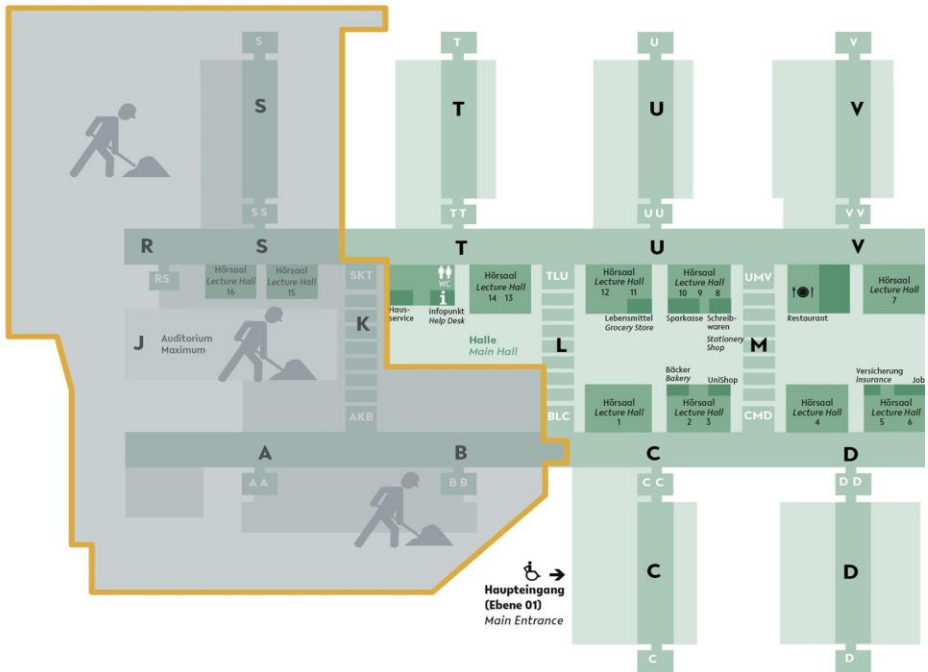 S
T
U
V
S
T
U
V
SS
TT
UU
VV
R
S
T
U
V
RS
Hörsaal
Lecture Hall
16
Hörsaal
Lecture Hall
15
SKT
WC
Haus-
service
Infopunkt
Help Desk
Hörsaal
Lecture Hall
14 13
TLU
Hörsaal
Lecture Hall
12 11
Lebensmittel
Grocery Store
Hörsaal
Lecture Hall
10 9 8
Sparkasse
Schreib-
waren
Stationery
Shop
UMV
Restaurant
Hörsaal
Lecture Hall
7
J
Auditorium
Maximum
K
Halle
Main Hall
L
M
Bäcker
Bakery
UniShop
Versicherung
Insurance
Job
AKB
BLC
Hörsaal
Lecture Hall
1
Hörsaal
Lecture Hall
2 3
CMD
Hörsaal
Lecture Hall
4
Hörsaal
Lecture Hall
5 6
A
B
C
D
AA
BB
CC
DD
Haupteingang
(Ebene 01)
Main Entrance
C
D
C
D